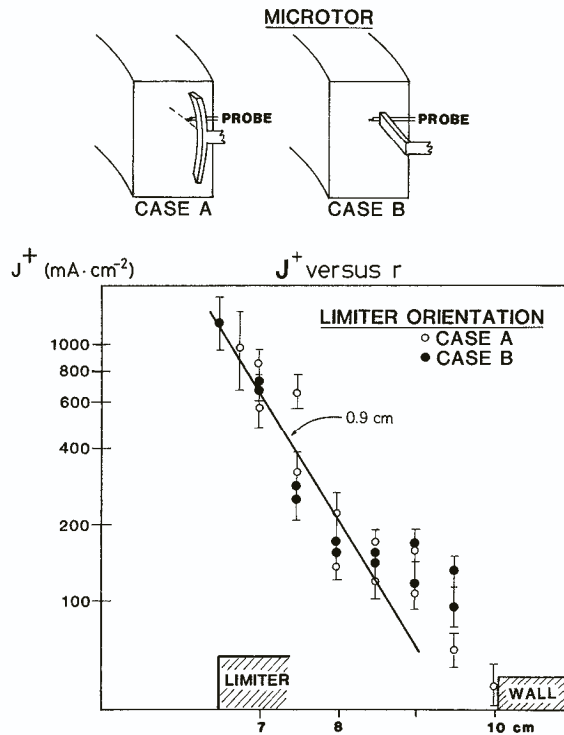 MICROTOR
PROBE
PROBE
CASE A
CASE B
J⁺ (mA·cm⁻²)
J⁺ versus r
LIMITER ORIENTATION
○ CASE A
● CASE B
1000
800
600
400
200
100
0.9 cm
LIMITER
WALL
7
8
10 cm